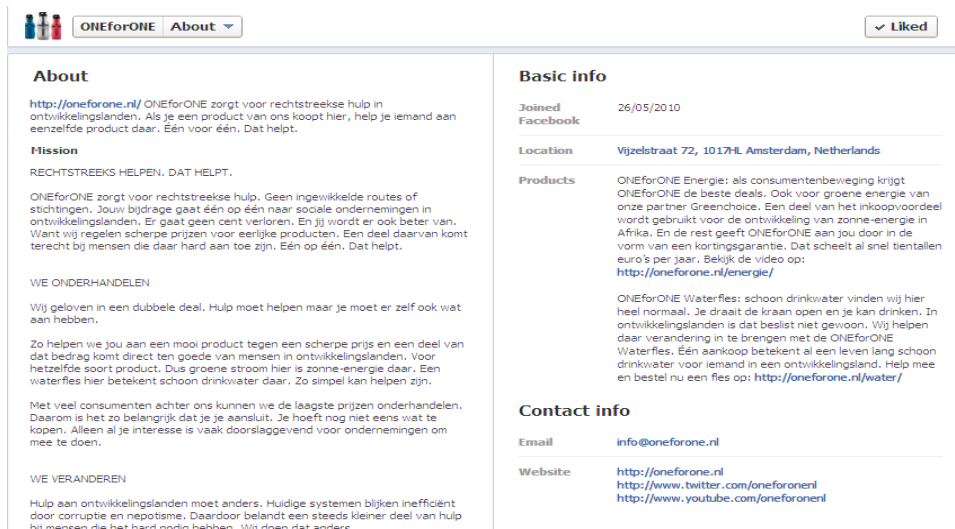 ONEforONE About
Liked
About
http://oneforone.nl/ ONEforONE zorgt voor rechtstreekse hulp in
ontwikkelingslanden. Als je een product van ons koopt hier, help je iemand aan
eenzelfde product daar. Één voor één. Dat helpt.
Mission
RECHTSTREEKS HELPEN. DAT HELPT.
ONEforONE zorgt voor rechtstreekse hulp. Geen ingewikkelde routes of
stichtingen. Jouw bijdrage gaat één op één naar sociale ondernemingen in
ontwikkelingslanden. Er gaat geen cent verloren. En jij wordt er ook beter van.
Want wij regelen scherpe prijzen voor eerlijke producten. Een deel daarvan komt
terecht bij mensen die daar hard aan toe zijn. Eén op één. Dat helpt.
WE ONDERHANDELEN
Wij geloven in een dubbele deal. Hulp moet helpen maar je moet er zelf ook wat
aan hebben.
Zo helpen we jou aan een mooi product tegen een scherpe prijs en een deel van
dat bedrag komt direct ten goede van mensen in ontwikkelingslanden. Voor
hetzelfde soort product. Dus groene stroom hier is zonne-energie daar. Een
waterfles hier betekent schoon drinkwater daar. Zo simpel kan helpen zijn.
Met veel consumenten achter ons kunnen we de laagste prijzen onderhandelen.
Daarom is het zo belangrijk dat je je aansluit. Je hoeft nog niet eens wat te
kopen. Alleen al je interesse is vaak doorslaggevend voor ondernemingen om
mee te doen.
WE VERANDEREN
Hulp aan ontwikkelingslanden moet anders. Huidige systemen blijken inefficiënt
door corruptie en nepotisme. Daardoor belandt een steeds kleiner deel van hulp
bij mensen die het hard nodig hebben. Wij doen dat anders.
Basic info
Joined
Facebook
26/05/2010
Location
Vijzelstraat 72, 1017HL Amsterdam, Netherlands
Products
ONEforONE Energie: als consumentenbeweging krijgt
ONEforONE de beste deals. Ook voor groene energie van
onze partner Greenchoice. Een deel van het inkoopvoordeel
wordt gebruikt voor de ontwikkeling van zonne-energie in
Afrika. En de rest geeft ONEforONE aan jou door in de
vorm van een kortingsgarantie. Dat scheelt al snel tientallen
euro's per jaar. Bekijk de video op:
http://oneforone.nl/energie/
ONEforONE Waterfles: schoon drinkwater vinden wij hier
heel normaal. Je draait de kraan open en je kan drinken. In
ontwikkelingslanden is dat beslist niet gewoon. Wij helpen
daar verandering in te brengen met de ONEforONE
Waterfles. Één aankoop betekent al een leven lang schoon
drinkwater voor iemand in een ontwikkelingsland. Help mee
en bestel nu een fles op: http://oneforone.nl/water/
Contact info
Email
info@oneforone.nl
Website
http://oneforone.nl
http://www.twitter.com/oneforonenl
http://www.youtube.com/oneforonenl